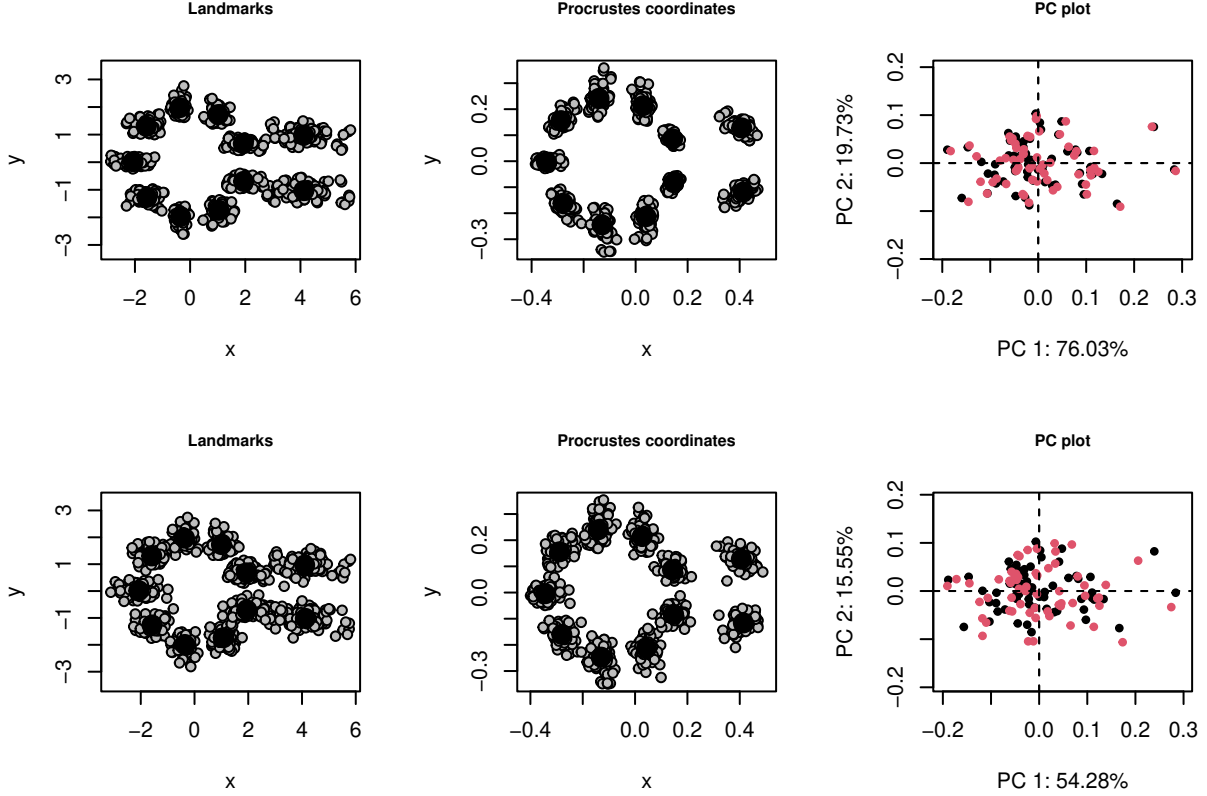 Landmarks
Procrustes coordinates
PC plot
y
3
1
−1
−3
−2 0 2 4 6
x
y
0.2
0.0
−0.3
−0.4 0.0 0.2 0.4
x
PC 2: 19.73%
0.2
0.0
−0.2
−0.2 0.0 0.1 0.2 0.3
PC 1: 76.03%
Landmarks
Procrustes coordinates
PC plot
y
3
1
−1
−3
−2 0 2 4 6
x
y
0.2
0.0
−0.3
−0.4 0.0 0.2 0.4
x
PC 2: 15.55%
0.2
0.0
−0.2
−0.2 0.0 0.1 0.2 0.3
PC 1: 54.28%